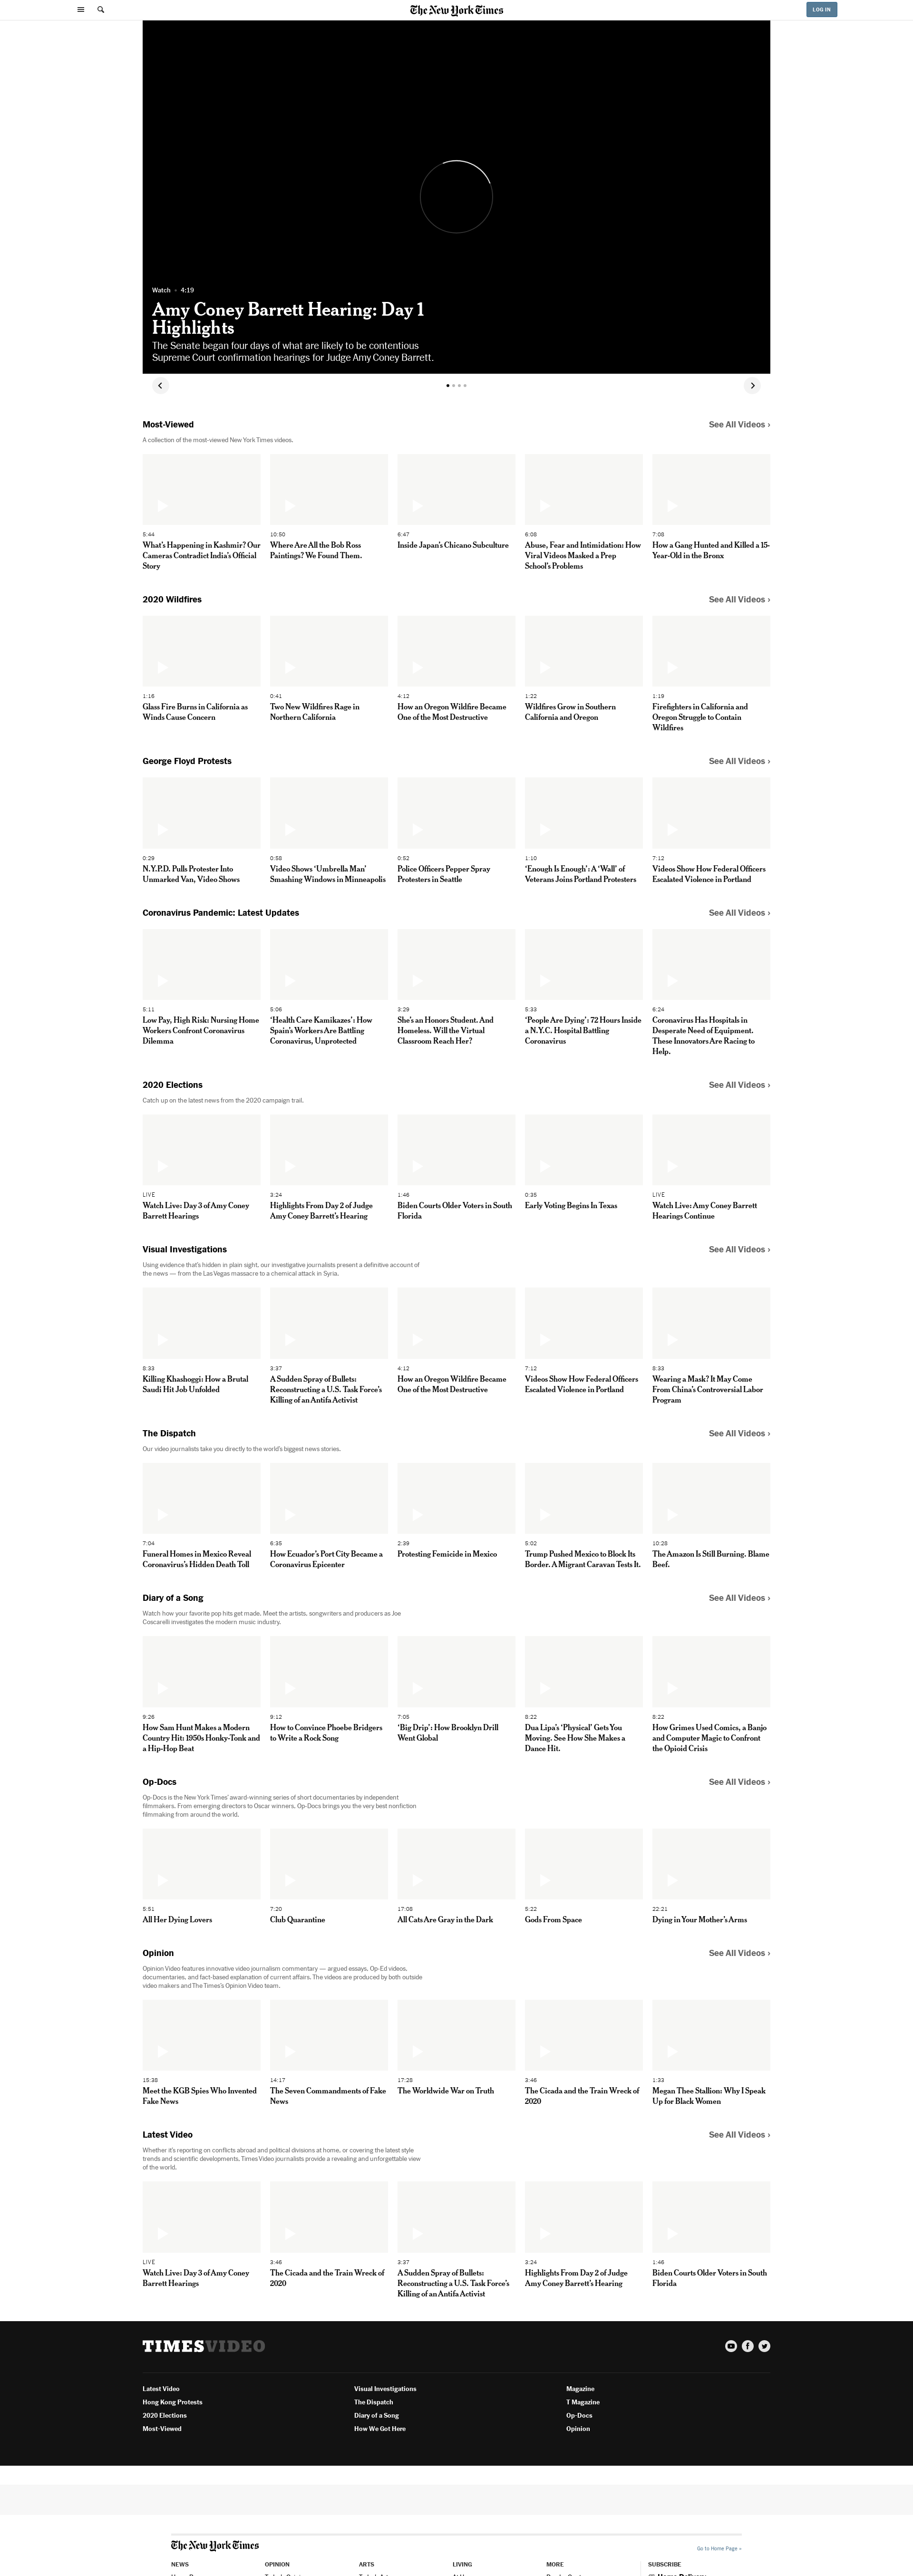 The New York Times
LOG IN
Watch • 4:19
Amy Coney Barrett Hearing: Day 1
Highlights
The Senate began four days of what are likely to be contentious
Supreme Court confirmation hearings for Judge Amy Coney Barrett.
Most-Viewed
See All Videos ›
A collection of the most-viewed New York Times videos.
5:44
What's Happening in Kashmir? Our
Cameras Contradict India's Official
Story
10:50
Where Are All the Bob Ross
Paintings? We Found Them.
6:47
Inside Japan's Chicano Subculture
6:08
Abuse, Fear and Intimidation: How
Viral Videos Masked a Prep
School's Problems
7:08
How a Gang Hunted and Killed a 15-
Year-Old in the Bronx
2020 Wildfires
See All Videos ›
1:16
Glass Fire Burns in California as
Winds Cause Concern
0:41
Two New Wildfires Rage in
Northern California
4:12
How an Oregon Wildfire Became
One of the Most Destructive
1:22
Wildfires Grow in Southern
California and Oregon
1:19
Firefighters in California and
Oregon Struggle to Contain
Wildfires
George Floyd Protests
See All Videos ›
0:29
N.Y.P.D. Pulls Protester Into
Unmarked Van, Video Shows
0:58
Video Shows ‘Umbrella Man’
Smashing Windows in Minneapolis
0:52
Police Officers Pepper Spray
Protesters in Seattle
1:10
‘Enough Is Enough’: A ‘Wall’ of
Veterans Joins Portland Protesters
7:12
Videos Show How Federal Officers
Escalated Violence in Portland
Coronavirus Pandemic: Latest Updates
See All Videos ›
5:11
Low Pay, High Risk: Nursing Home
Workers Confront Coronavirus
Dilemma
5:06
‘Health Care Kamikazes’: How
Spain's Workers Are Battling
Coronavirus, Unprotected
3:29
She's an Honors Student. And
Homeless. Will the Virtual
Classroom Reach Her?
5:33
‘People Are Dying’: 72 Hours Inside
a N.Y.C. Hospital Battling
Coronavirus
6:24
Coronavirus Has Hospitals in
Desperate Need of Equipment.
These Innovators Are Racing to
Help.
2020 Elections
See All Videos ›
Catch up on the latest news from the 2020 campaign trail.
LIVE
Watch Live: Day 3 of Amy Coney
Barrett Hearings
3:24
Highlights From Day 2 of Judge
Amy Coney Barrett's Hearing
1:46
Biden Courts Older Voters in South
Florida
0:35
Early Voting Begins In Texas
LIVE
Watch Live: Amy Coney Barrett
Hearings Continue
Visual Investigations
See All Videos ›
Using evidence that's hidden in plain sight, our investigative journalists present a definitive account of
the news — from the Las Vegas massacre to a chemical attack in Syria.
8:33
Killing Khashoggi: How a Brutal
Saudi Hit Job Unfolded
3:37
A Sudden Spray of Bullets:
Reconstructing a U.S. Task Force's
Killing of an Antifa Activist
4:12
How an Oregon Wildfire Became
One of the Most Destructive
7:12
Videos Show How Federal Officers
Escalated Violence in Portland
8:33
Wearing a Mask? It May Come
From China's Controversial Labor
Program
The Dispatch
See All Videos ›
Our video journalists take you directly to the world's biggest news stories.
7:04
Funeral Homes in Mexico Reveal
Coronavirus's Hidden Death Toll
6:35
How Ecuador's Port City Became a
Coronavirus Epicenter
2:39
Protesting Femicide in Mexico
5:02
Trump Pushed Mexico to Block Its
Border. A Migrant Caravan Tests It.
10:28
The Amazon Is Still Burning. Blame
Beef.
Diary of a Song
See All Videos ›
Watch how your favorite pop hits get made. Meet the artists, songwriters and producers as Joe
Coscarelli investigates the modern music industry.
9:26
How Sam Hunt Makes a Modern
Country Hit: 1950s Honky-Tonk and
a Hip-Hop Beat
9:12
How to Convince Phoebe Bridgers
to Write a Rock Song
7:05
‘Big Drip’: How Brooklyn Drill
Went Global
8:22
Dua Lipa's ‘Physical’ Gets You
Moving. See How She Makes a
Dance Hit.
8:22
How Grimes Used Comics, a Banjo
and Computer Magic to Confront
the Opioid Crisis
Op-Docs
See All Videos ›
Op-Docs is the New York Times' award-winning series of short documentaries by independent
filmmakers. From emerging directors to Oscar winners, Op-Docs brings you the very best nonfiction
filmmaking from around the world.
5:51
All Her Dying Lovers
7:20
Club Quarantine
17:08
All Cats Are Gray in the Dark
5:22
Gods From Space
22:21
Dying in Your Mother's Arms
Opinion
See All Videos ›
Opinion Video features innovative video journalism commentary — argued essays, Op-Ed videos,
documentaries, and fact-based explanation of current affairs. The videos are produced by both outside
video makers and The Times's Opinion Video team.
15:38
Meet the KGB Spies Who Invented
Fake News
14:17
The Seven Commandments of Fake
News
17:28
The Worldwide War on Truth
3:46
The Cicada and the Train Wreck of
2020
1:33
Megan Thee Stallion: Why I Speak
Up for Black Women
Latest Video
See All Videos ›
Whether it's reporting on conflicts abroad and political divisions at home, or covering the latest style
trends and scientific developments, Times Video journalists provide a revealing and unforgettable view
of the world.
LIVE
Watch Live: Day 3 of Amy Coney
Barrett Hearings
3:46
The Cicada and the Train Wreck of
2020
3:37
A Sudden Spray of Bullets:
Reconstructing a U.S. Task Force's
Killing of an Antifa Activist
3:24
Highlights From Day 2 of Judge
Amy Coney Barrett's Hearing
1:46
Biden Courts Older Voters in South
Florida
TIMESVIDEO
Latest Video
Hong Kong Protests
2020 Elections
Most-Viewed
Visual Investigations
The Dispatch
Diary of a Song
How We Got Here
Magazine
T Magazine
Op-Docs
Opinion
The New York Times
Go to Home Page »
NEWS
OPINION
ARTS
LIVING
MORE
SUBSCRIBE